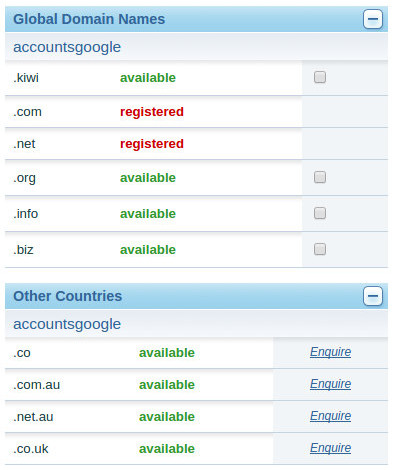 Global Domain Names
accountsgoogle
.kiwi available
.com registered
.net registered
.org available
.info available
.biz available
Other Countries
accountsgoogle
.co available Enquire
.com.au available Enquire
.net.au available Enquire
.co.uk available Enquire